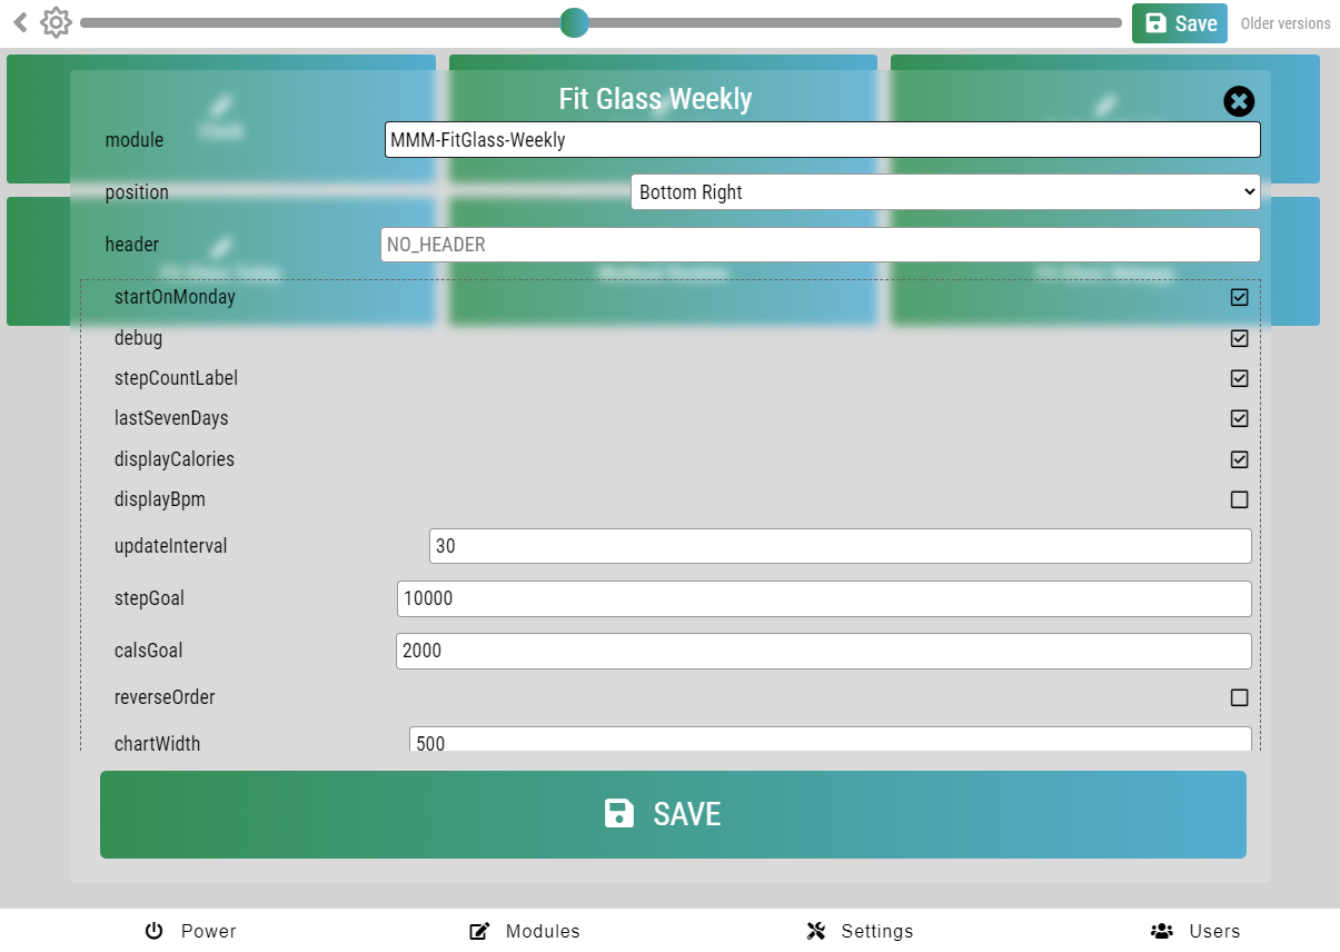 Save Older versions
Fit Glass Weekly
module MMM-FitGlass-Weekly
position Bottom Right
header NO_HEADER
startOnMonday
debug
stepCountLabel
lastSevenDays
displayCalories
displayBpm
updateInterval 30
stepGoal 10000
calsGoal 2000
reverseOrder
chartWidth 500
SAVE
Power Modules Settings Users